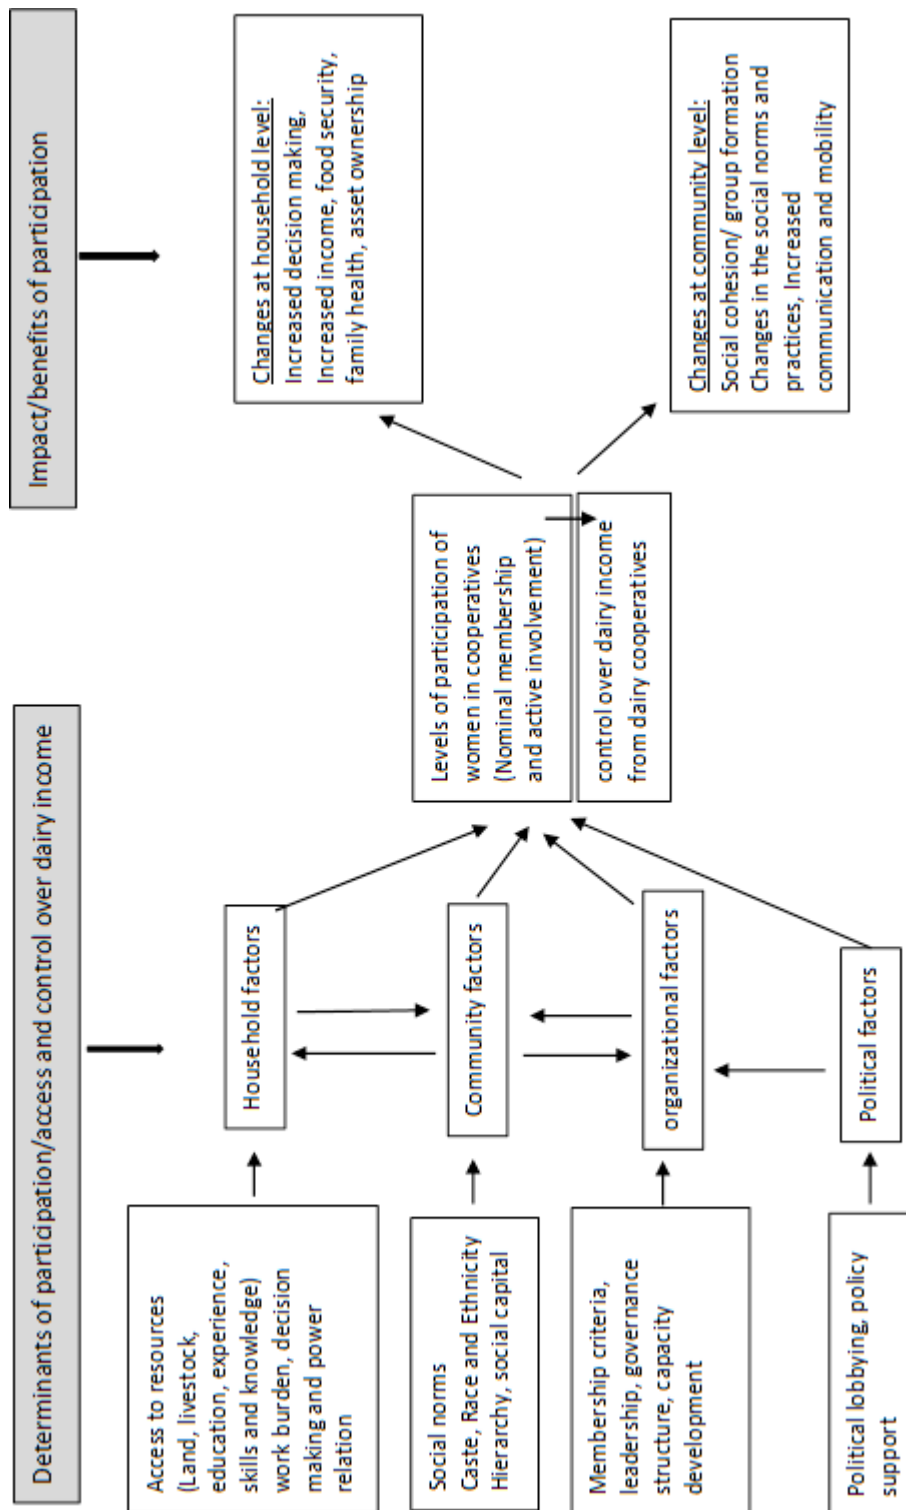 Determinants of participation/access and control over dairy income
Impact/benefits of participation
Access to resources
(Land, livestock,
education, experience,
skills and knowledge)
work burden, decision
making and power
relation
Household factors
Social norms
Caste, Race and Ethnicity
Hierarchy, social capital
Community factors
Membership criteria,
leadership, governance
structure, capacity
development
organizational factors
Political lobbying, policy
support
Political factors
Levels of participation of
women in cooperatives
(Nominal membership
and active involvement)
control over dairy income
from dairy cooperatives
Changes at household level:
Increased decision making,
Increased income, food security,
family health, asset ownership
Changes at community level:
Social cohesion/ group formation
Changes in the social norms and
practices, Increased
communication and mobility